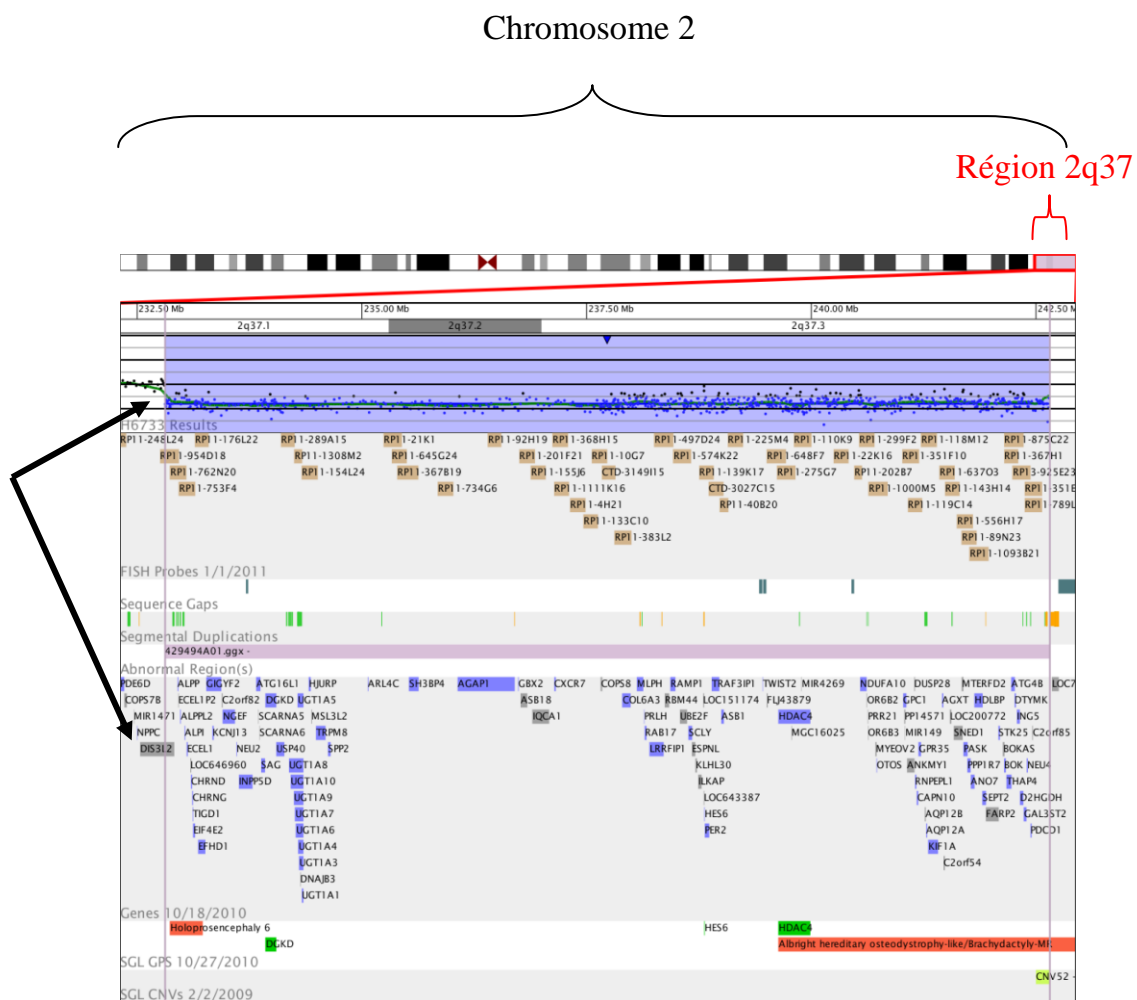 Chromosome 2
Région 2q37
232.50 Mb 235.00 Mb 237.50 Mb 240.00 Mb 242.50 M
2q37.1 2q37.2 2q37.3
H6733 Results
RP11-248L24 RP11-176L22 RP11-289A15 RP11-21K1 RP11-92H19 RP11-368H15 RP11-497D24 RP11-225M4 RP11-110K9 RP11-299F2 RP11-118M12 RP11-875C22
RP11-954D18 RP11-1308M2 RP11-645G24 RP11-201F21 RP11-10G7 RP11-574K22 RP11-648F7 RP11-22K16 RP11-351F10 RP11-367H1
RP11-762N20 RP11-154L24 RP11-367B19 RP11-155J6 CTD-3149I15 RP11-139K17 RP11-275G7 RP11-202B7 RP11-637O3 RP13-925E23
RP11-753F4 RP11-734G6 RP11-1111K16 CTD-3027C15 RP11-1000M5 RP11-143H14 RP11-351E
RP11-4H21 RP11-40B20 RP11-119C14 RP11-789L
RP11-133C10 RP11-556H17
RP11-383L2 RP11-89N23
RP11-1093B21
FISH Probes 1/1/2011
Sequence Gaps
Segmental Duplications
429494A01.ggx -
Abnormal Region(s)
PDE6D ALPP GIGYF2 ATG16L1 HJURP ARL4C SH3BP4 AGAP1 GBX2 CXCR7 COPS8 MLPH RAMP1 TRAF3IP1 TWIST2 MIR4269 NDUFA10 DUSP28 MTERFD2 ATG4B LOC7
COPS7B ECEL1P2 C2orf82 DGKD UGT1A5 ASB18 COL6A3 RBM44 LOC151174 FLJ43879 OR6B2 GPC1 AGXT HDLBP DTYMK
MIR1471 ALPPL2 NGEF SCARNA5 MSL3L2 IQCA1 PRLH UBE2F ASB1 HDAC4 PRR21 PP14571 LOC200772 ING5
NPPC ALPI KCNJ13 SCARNA6 TRPM8 RAB17 SCLY MGC16025 OR6B3 MIR149 SNED1 STK25 C2orf85
DIS3L2 ECEL1 NEU2 USP40 SPP2 LRRFIP1 ESPNL MYEOV2 GPR35 PASK BOKAS
LOC646960 SAG UGT1A8 KLHL30 OTOS ANKMY1 PPP1R7 BOK NEU4
CHRND INPP5D UGT1A10 ILKAP RNPEPL1 ANO7 THAP4
CHRNG UGT1A9 LOC643387 CAPN10 SEPT2 D2HGDH
TIGD1 UGT1A7 HES6 AQP12B FARP2 GAL3ST2
EIF4E2 UGT1A6 PER2 AQP12A PDCD1
EFHD1 UGT1A4 KIF1A
UGT1A3 C2orf54
DNAJB3
UGT1A1
Genes 10/18/2010
Holoprosencephaly 6 HES6 HDAC4
DGKD Albright hereditary osteodystrophy-like/Brachydactyly-MR
SGL GPS 10/27/2010
CNV52 -
SGL CNVs 2/2/2009